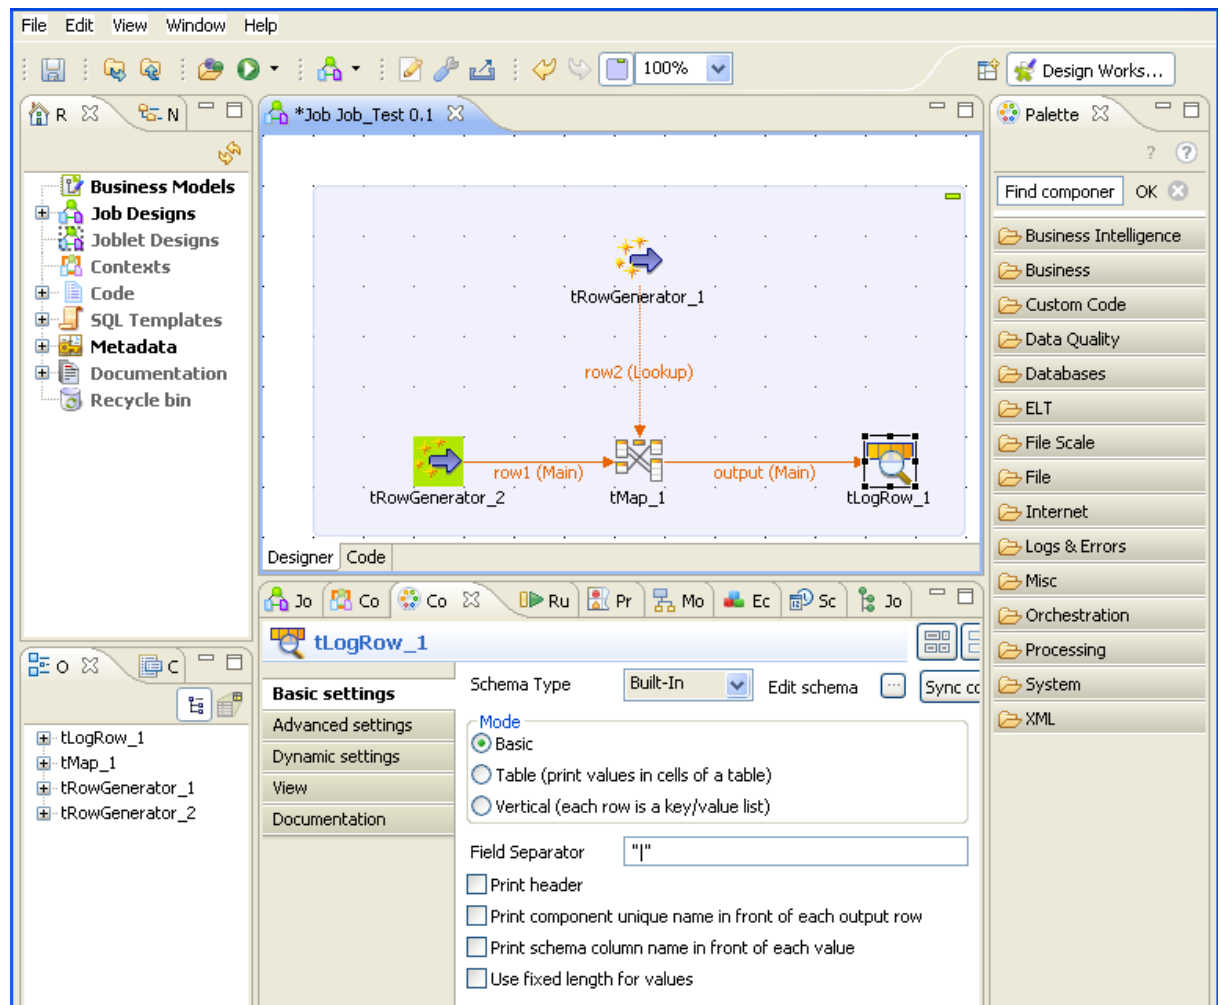 File Edit View Window Help
100%
Design Works...
R
N
Business Models
Job Designs
Joblet Designs
Contexts
Code
SQL Templates
Metadata
Documentation
Recycle bin
O
C
tLogRow_1
tMap_1
tRowGenerator_1
tRowGenerator_2
*Job Job_Test 0.1
tRowGenerator_1
row2 (Lookup)
row1 (Main)
output (Main)
tRowGenerator_2
tMap_1
tLogRow_1
Designer Code
Jo Co Co Ru Pr Mo Ec Sc Jo
tLogRow_1
Basic settings
Advanced settings
Dynamic settings
View
Documentation
Schema Type Built-In Edit schema ... Sync co
Mode
Basic
Table (print values in cells of a table)
Vertical (each row is a key/value list)
Field Separator "|"
Print header
Print component unique name in front of each output row
Print schema column name in front of each value
Use fixed length for values
Palette
? ?
Find componer OK
Business Intelligence
Business
Custom Code
Data Quality
Databases
ELT
File Scale
File
Internet
Logs & Errors
Misc
Orchestration
Processing
System
XML